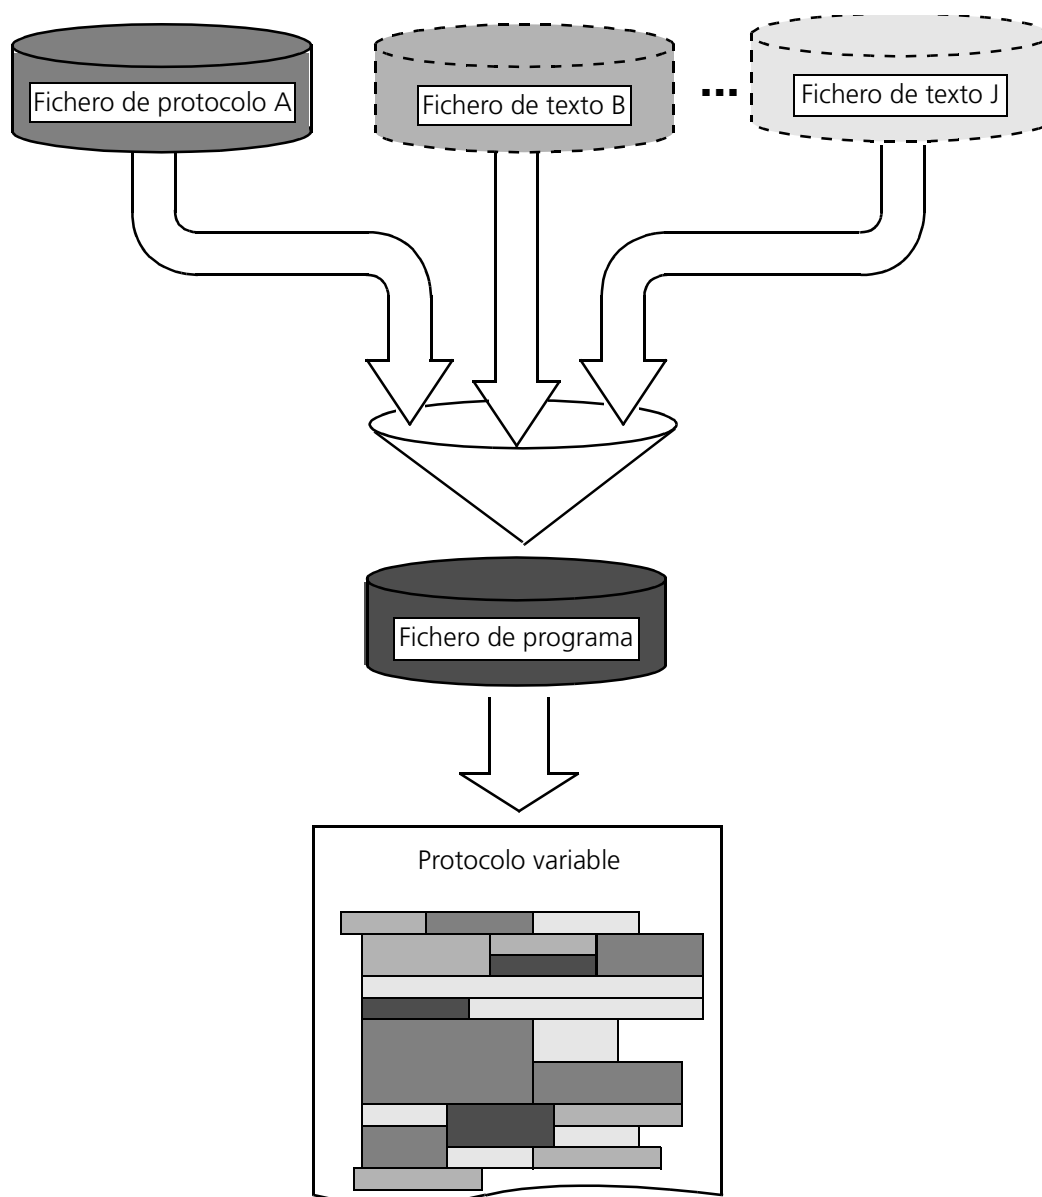 Fichero de protocolo A
Fichero de texto B
...
Fichero de texto J
Fichero de programa
Protocolo variable